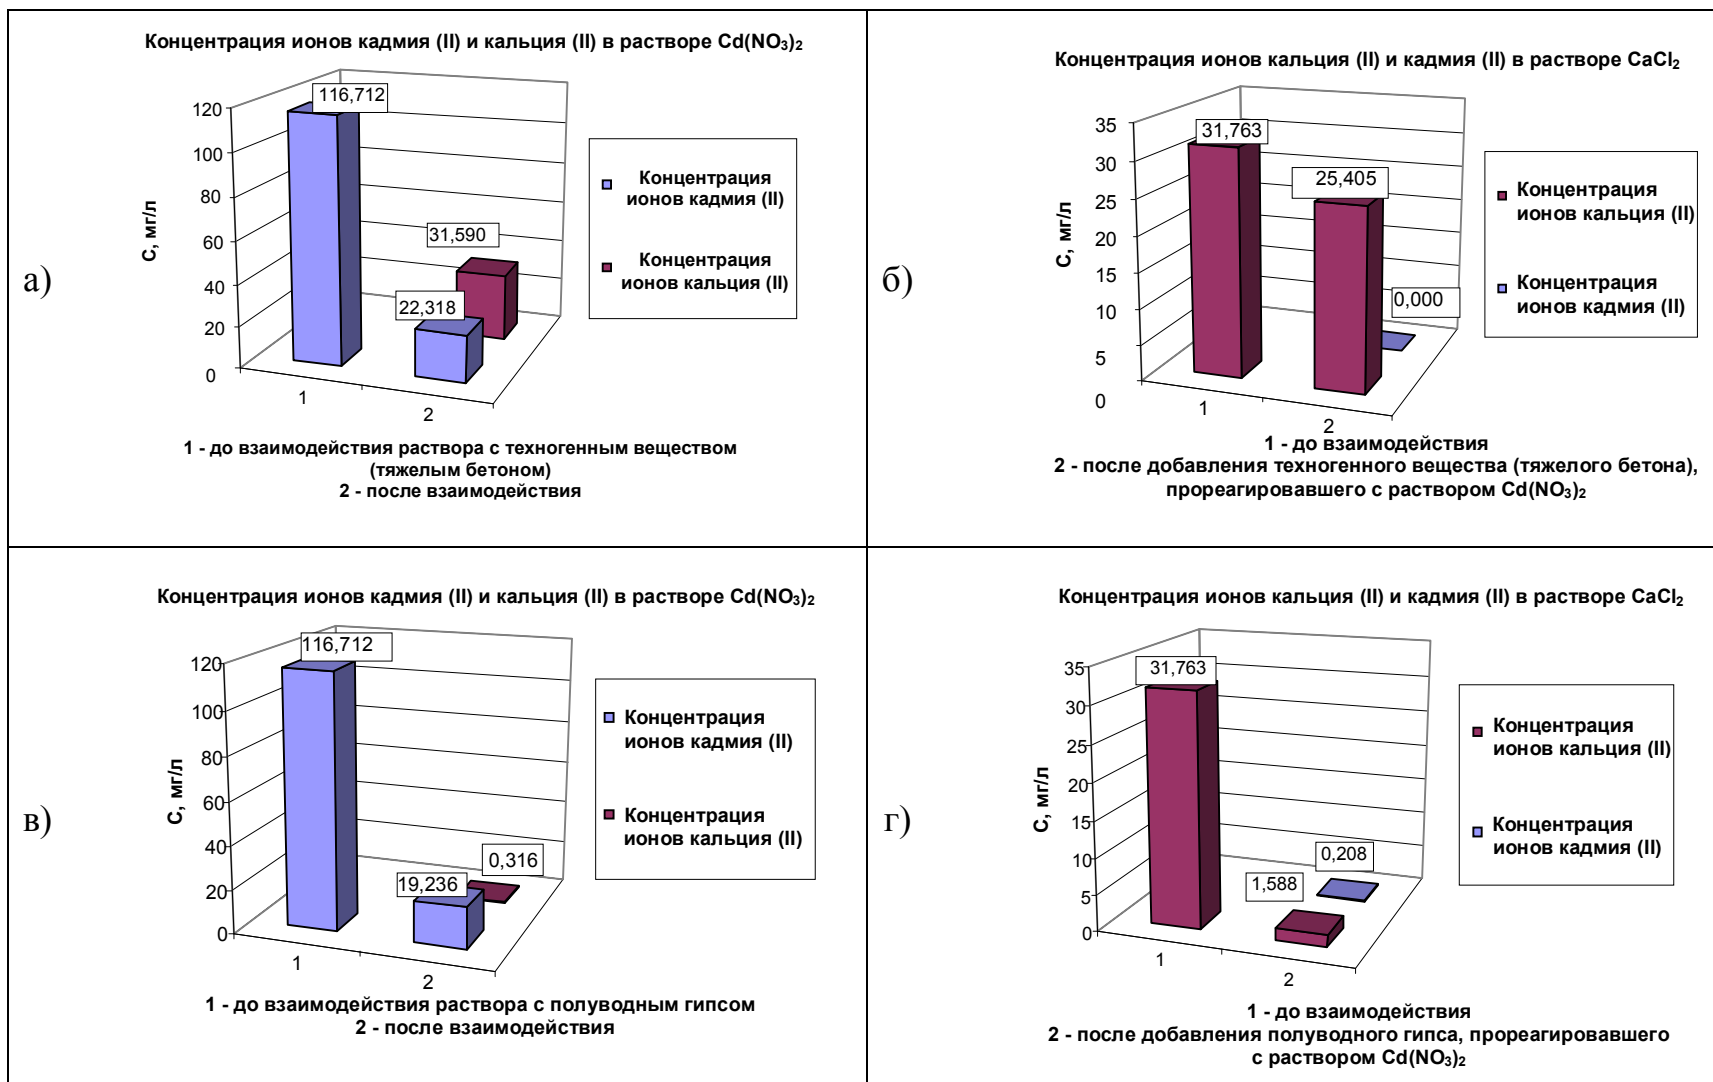 а)
Концентрация ионов кадмия (II) и кальция (II) в растворе Cd(NO₃)₂
С, мг/л
120
100
80
60
40
20
0
116,712
22,318
31,590
1
2
Концентрация
ионов кадмия (II)
Концентрация
ионов кальция (II)
1 - до взаимодействия раствора с техногенным веществом
(тяжелым бетоном)
2 - после взаимодействия
б)
Концентрация ионов кальция (II) и кадмия (II) в растворе CaCl₂
С, мг/л
35
30
25
20
15
10
5
0
31,763
25,405
0,000
1
2
Концентрация
ионов кальция (II)
Концентрация
ионов кадмия (II)
1 - до взаимодействия
2 - после добавления техногенного вещества (тяжелого бетона),
прореагировавшего с раствором Cd(NO₃)₂
в)
Концентрация ионов кадмия (II) и кальция (II) в растворе Cd(NO₃)₂
С, мг/л
120
100
80
60
40
20
0
116,712
19,236
0,316
1
2
Концентрация
ионов кадмия (II)
Концентрация
ионов кальция (II)
1 - до взаимодействия раствора с полуводным гипсом
2 - после взаимодействия
г)
Концентрация ионов кальция (II) и кадмия (II) в растворе CaCl₂
С, мг/л
35
30
25
20
15
10
5
0
31,763
1,588
0,208
1
2
Концентрация
ионов кальция (II)
Концентрация
ионов кадмия (II)
1 - до взаимодействия
2 - после добавления полуводного гипса, прореагировавшего
с раствором Cd(NO₃)₂